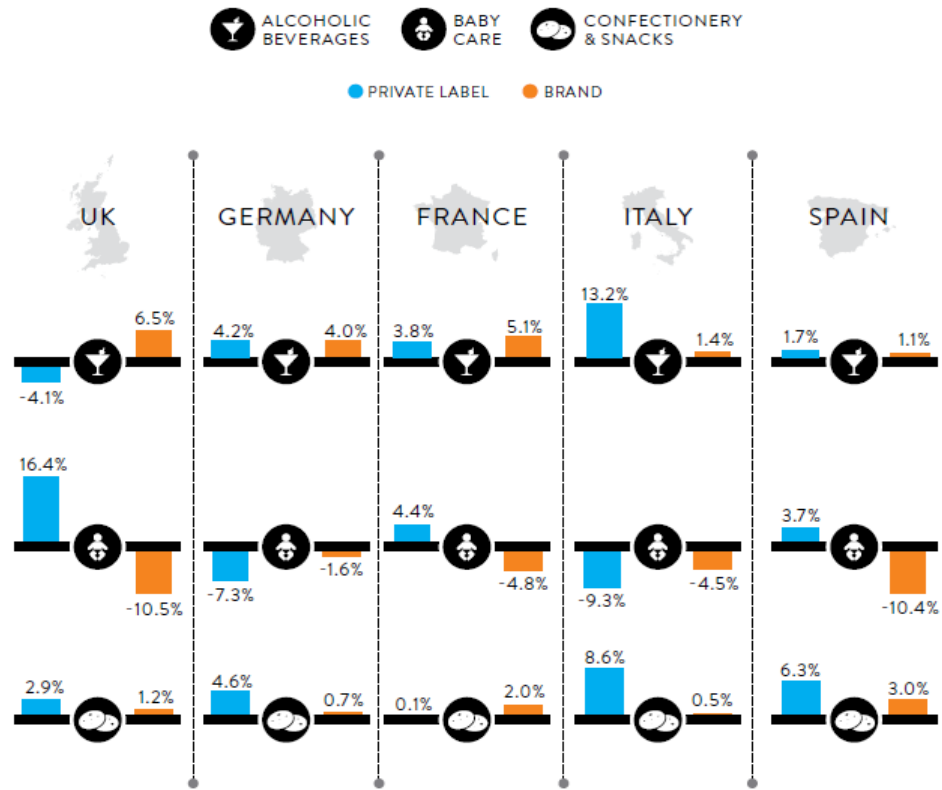 ALCOHOLIC
BEVERAGES
BABY
CARE
CONFECTIONERY
& SNACKS
PRIVATE LABEL
BRAND
UK
GERMANY
FRANCE
ITALY
SPAIN
-4.1%
6.5%
4.2%
4.0%
3.8%
5.1%
13.2%
1.4%
1.7%
1.1%
16.4%
-10.5%
-7.3%
-1.6%
4.4%
-4.8%
-9.3%
-4.5%
3.7%
-10.4%
2.9%
1.2%
4.6%
0.7%
0.1%
2.0%
8.6%
0.5%
6.3%
3.0%